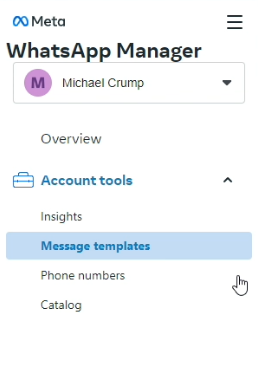 Meta
WhatsApp Manager
M Michael Crump
Overview
Account tools
Insights
Message templates
Phone numbers
Catalog